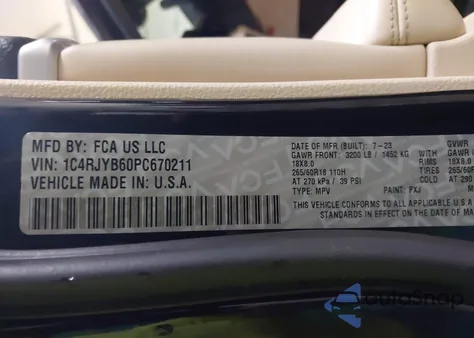 MFD BY: FCA US LLC
VIN: 1C4RJYB60PC670211
VEHICLE MADE IN: U.S.A.
DATE OF MFR (BUILT): 7-23 GVWR
GAWR FRONT: 3200 LB / 1452 KG GAWR
18X8.0 RIMS 18X8.0
265/60R18 110H TIRES 265/60
AT 270 kPa / 39 PSI COLD AT 290
TYPE: MPV PAINT: PXJ
THIS VEHICLE CONFORMS TO ALL APPLICABLE U.S.A
STANDARDS IN EFFECT ON THE DATE OF
AutoSnap